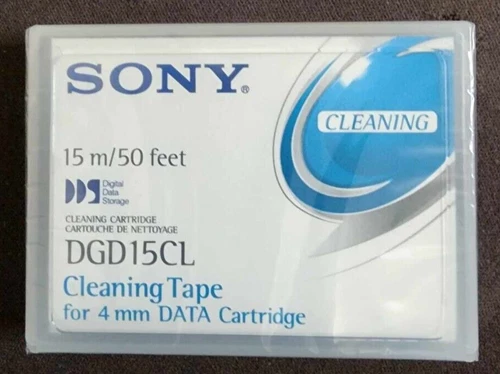 SONY®
CLEANING
15 m/50 feet
DDS Digital
Data
Storage
CLEANING CARTRIDGE
CARTOUCHE DE NETTOYAGE
DGD15CL
Cleaning Tape
for 4 mm DATA Cartridge